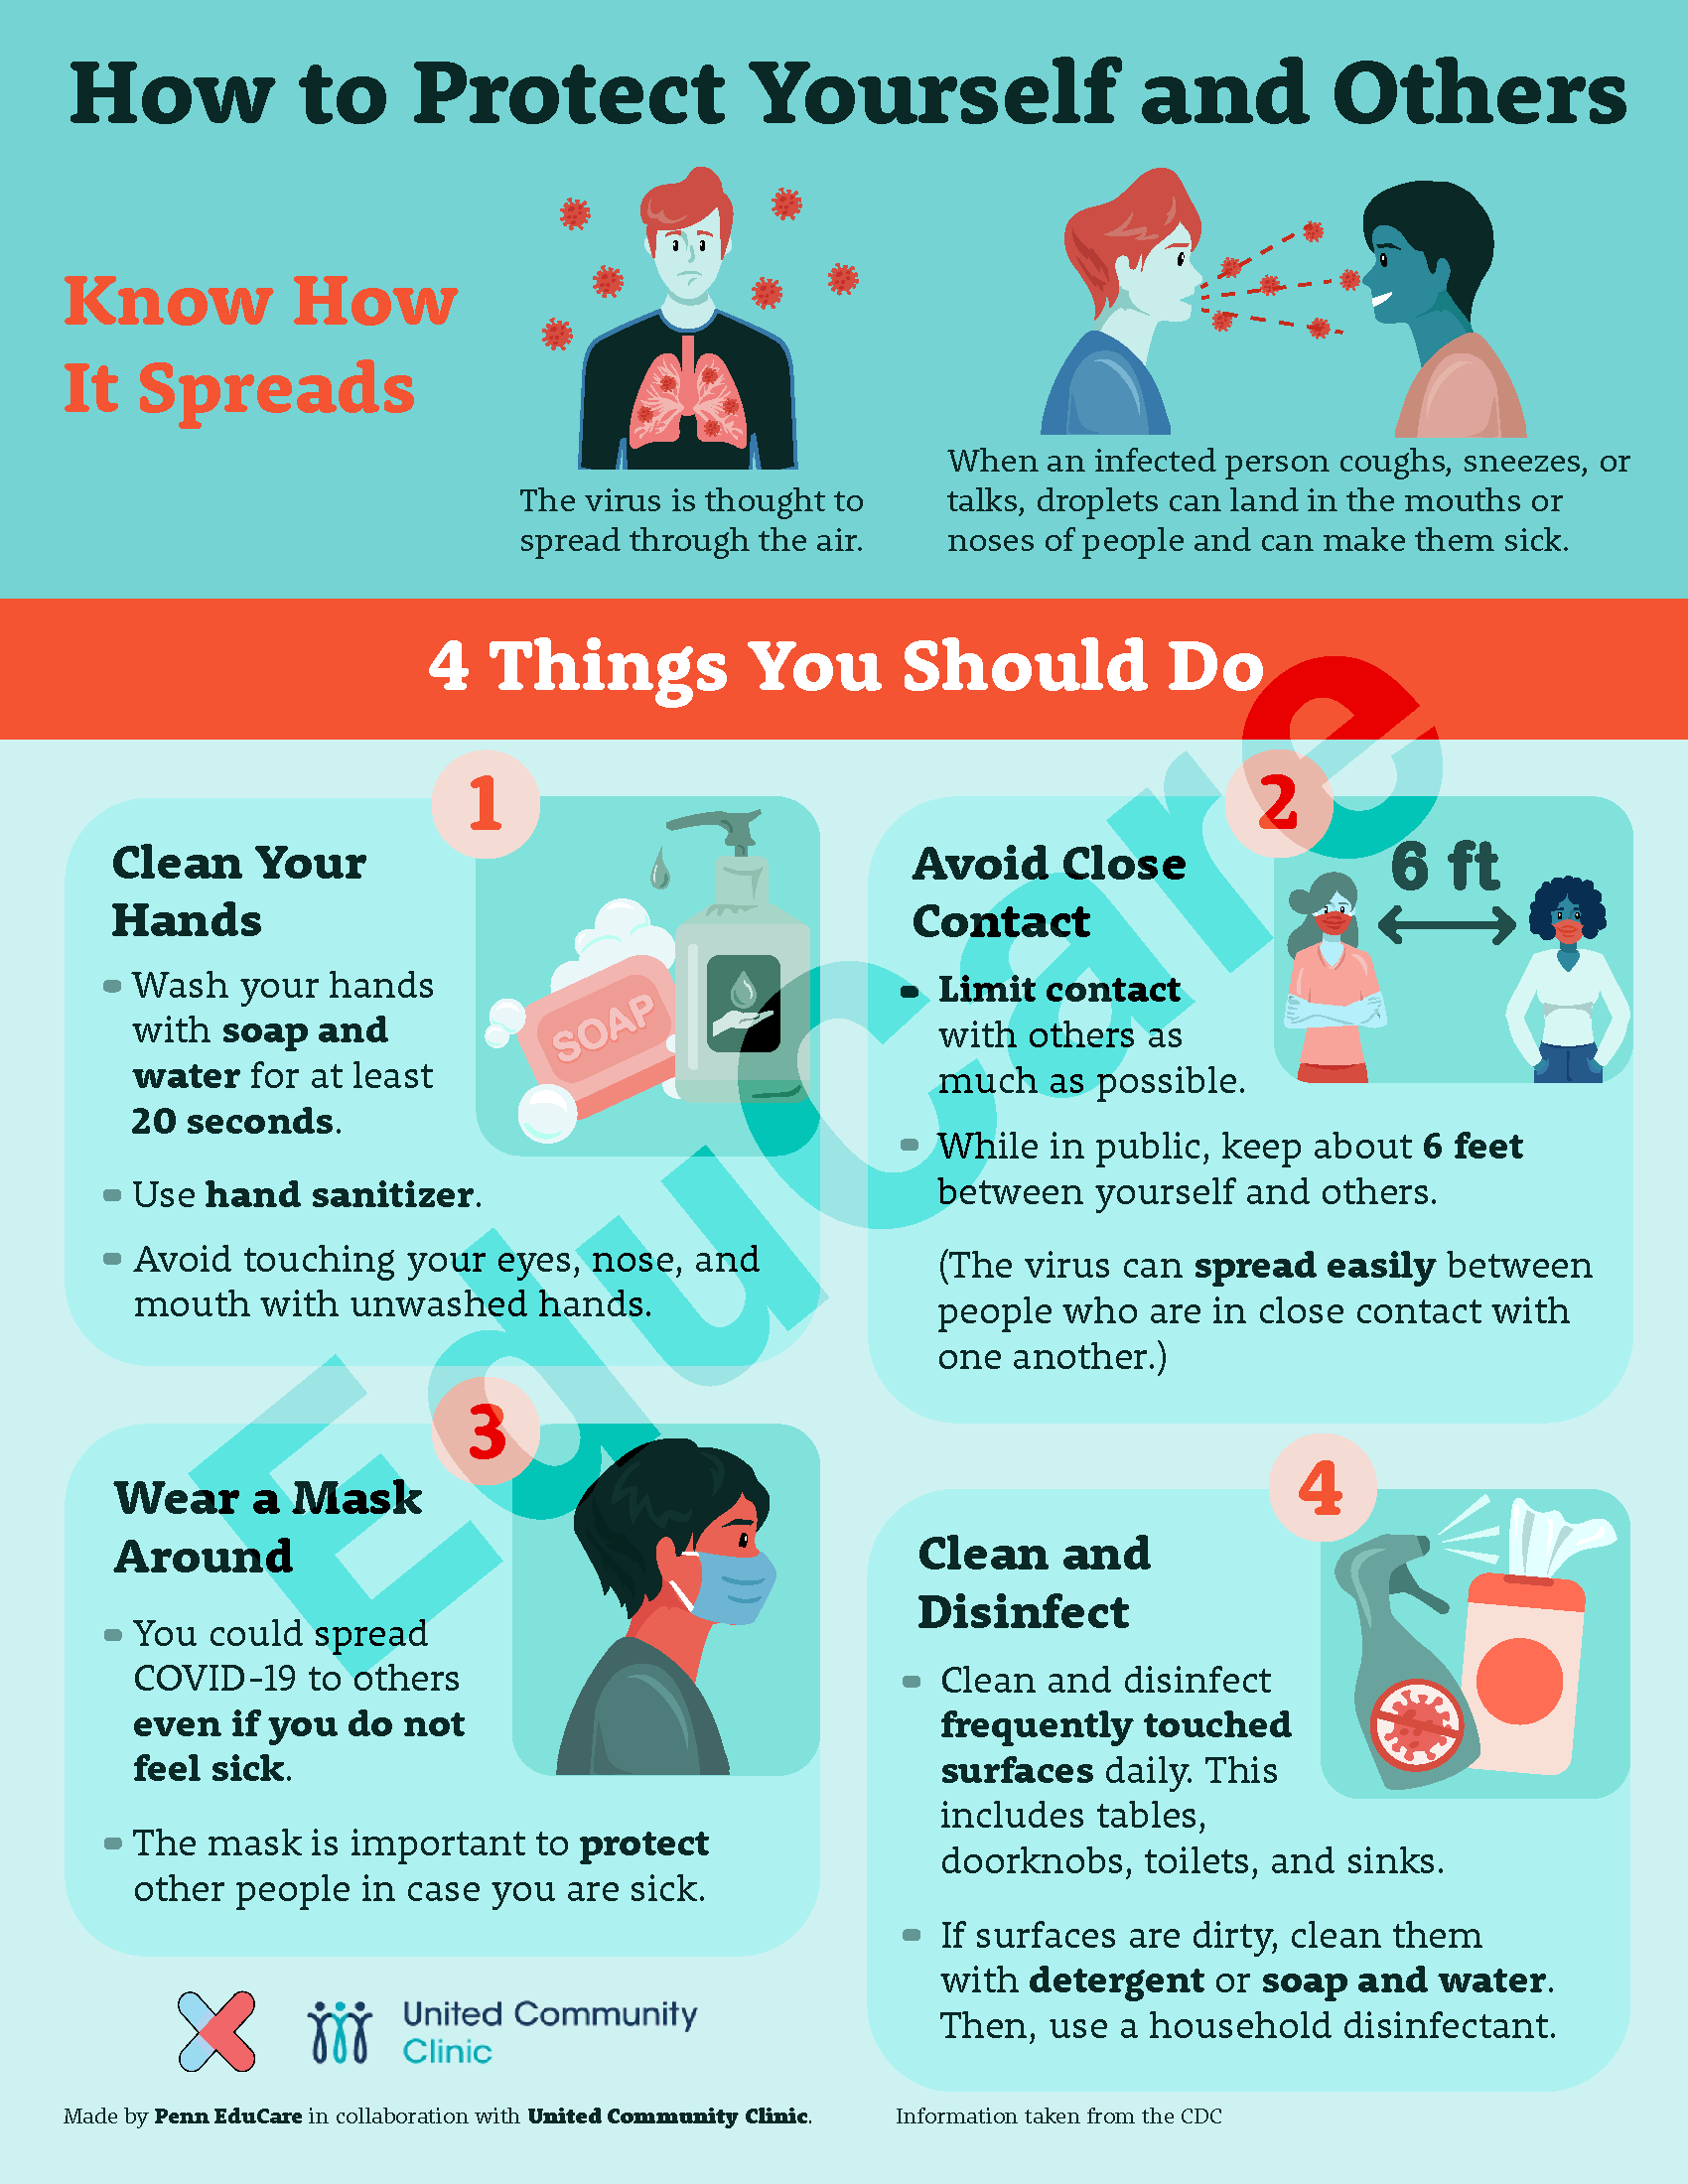 How to Protect Yourself and Others
Know How
It Spreads
The virus is thought to
spread through the air.
When an infected person coughs, sneezes, or
talks, droplets can land in the mouths or
noses of people and can make them sick.
4 Things You Should Do
1
Clean Your
Hands
Wash your hands
with soap and
water for at least
20 seconds.
Use hand sanitizer.
Avoid touching your eyes, nose, and
mouth with unwashed hands.
SOAP
2
Avoid Close
Contact
6 ft
Limit contact
with others as
much as possible.
While in public, keep about 6 feet
between yourself and others.
(The virus can spread easily between
people who are in close contact with
one another.)
3
Wear a Mask
Around
You could spread
COVID-19 to others
even if you do not
feel sick.
The mask is important to protect
other people in case you are sick.
4
Clean and
Disinfect
Clean and disinfect
frequently touched
surfaces daily. This
includes tables,
doorknobs, toilets, and sinks.
If surfaces are dirty, clean them
with detergent or soap and water.
Then, use a household disinfectant.
EduCare
United Community
Clinic
Made by Penn EduCare in collaboration with United Community Clinic.
Information taken from the CDC